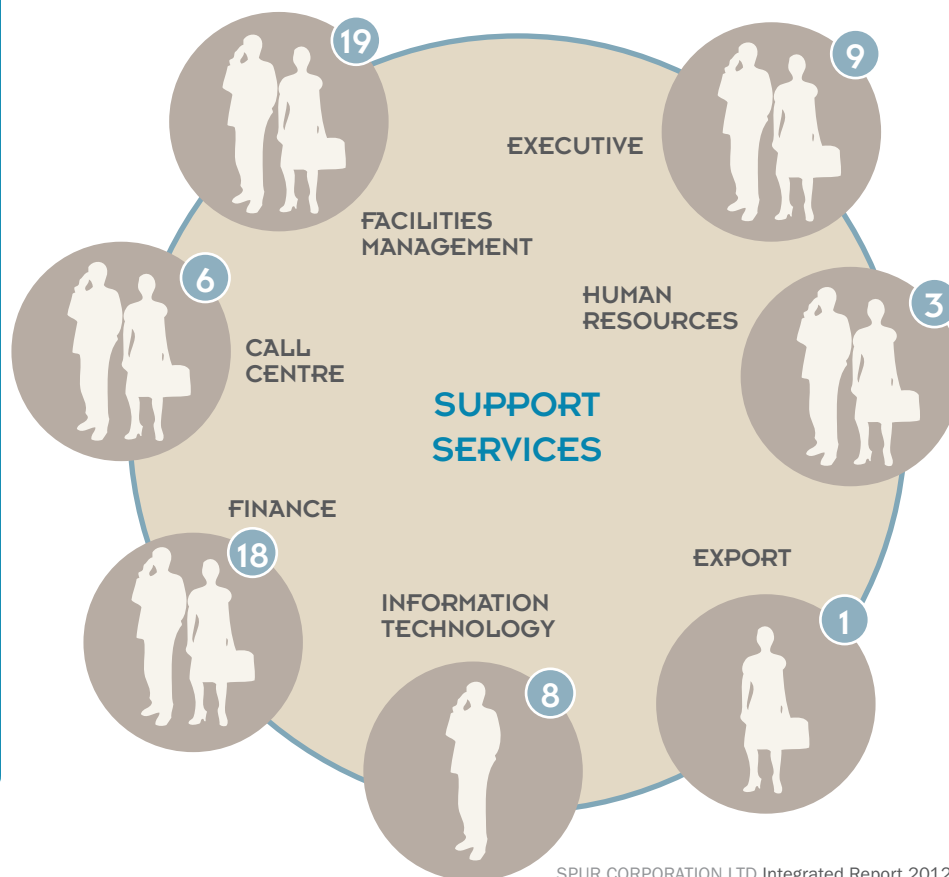 19
9
EXECUTIVE
FACILITIES
MANAGEMENT
6
HUMAN
RESOURCES
3
CALL
CENTRE
SUPPORT
SERVICES
FINANCE
18
EXPORT
INFORMATION
TECHNOLOGY
1
8
SPUR CORPORATION LTD Integrated Report 2012